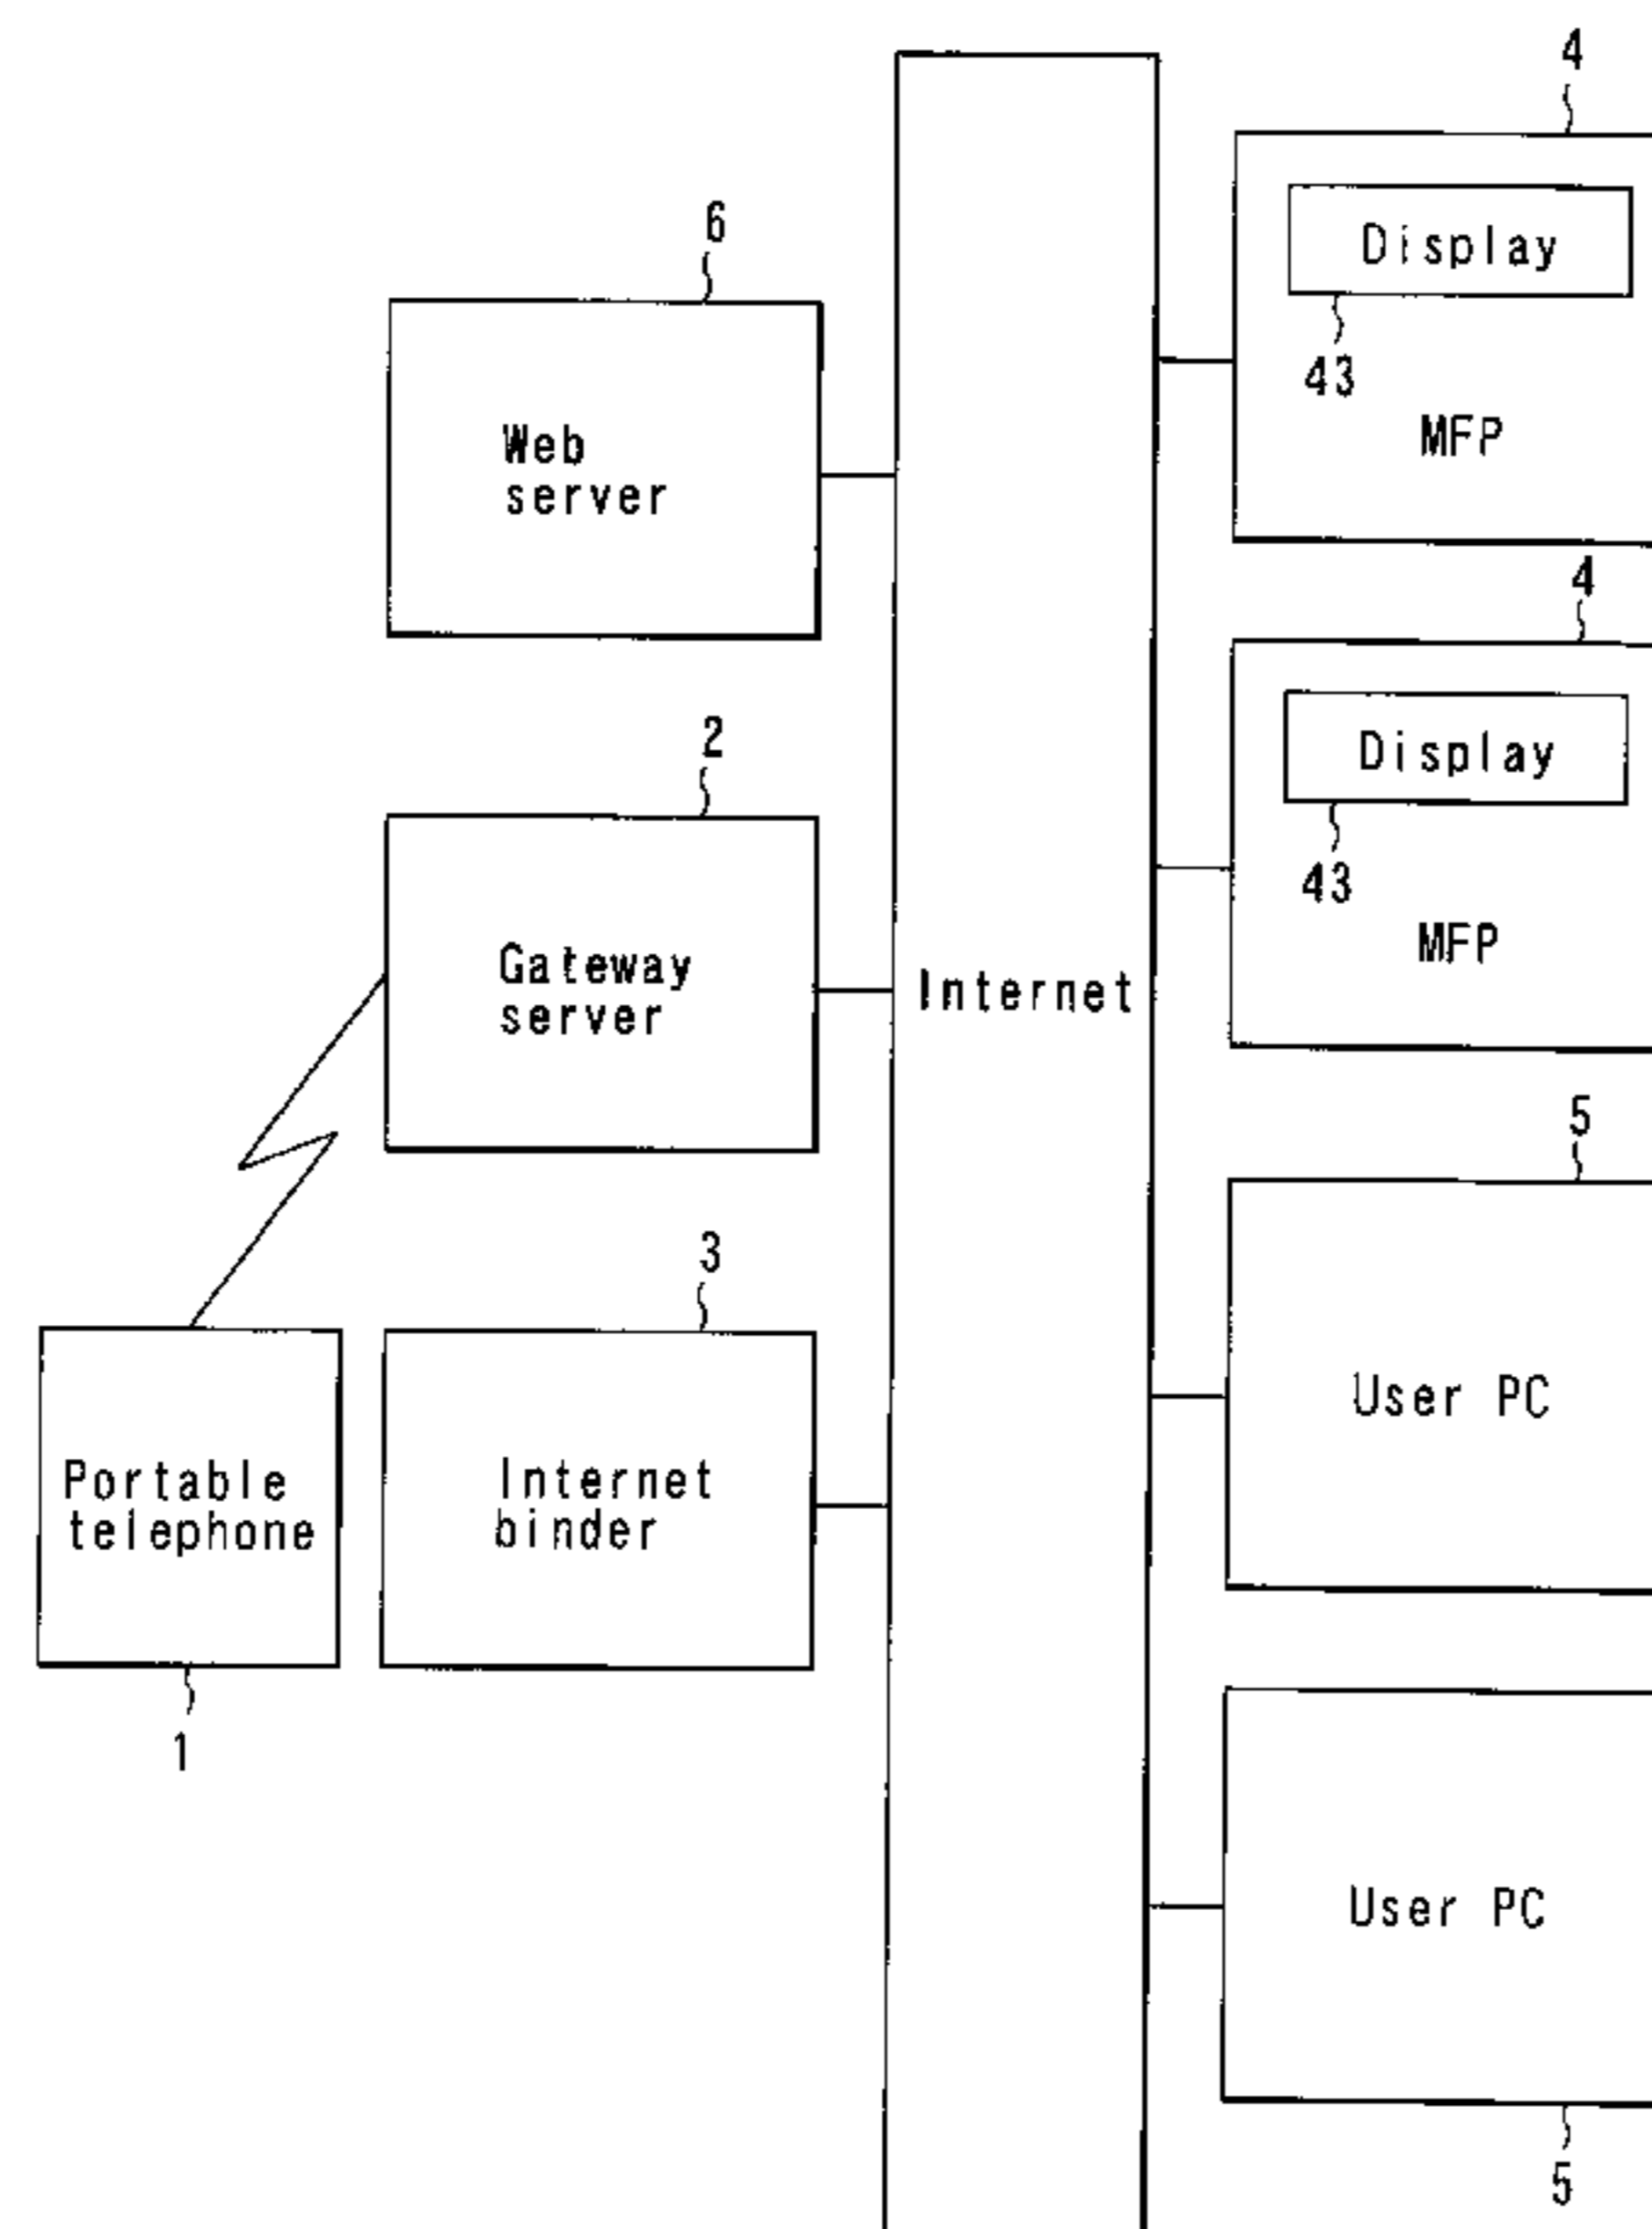 6
Web
server
2
Gateway
server
3
Internet
binder
Portable
telephone
1
Internet
4
Display
43
MFP
4
Display
43
MFP
5
User PC
User PC
5